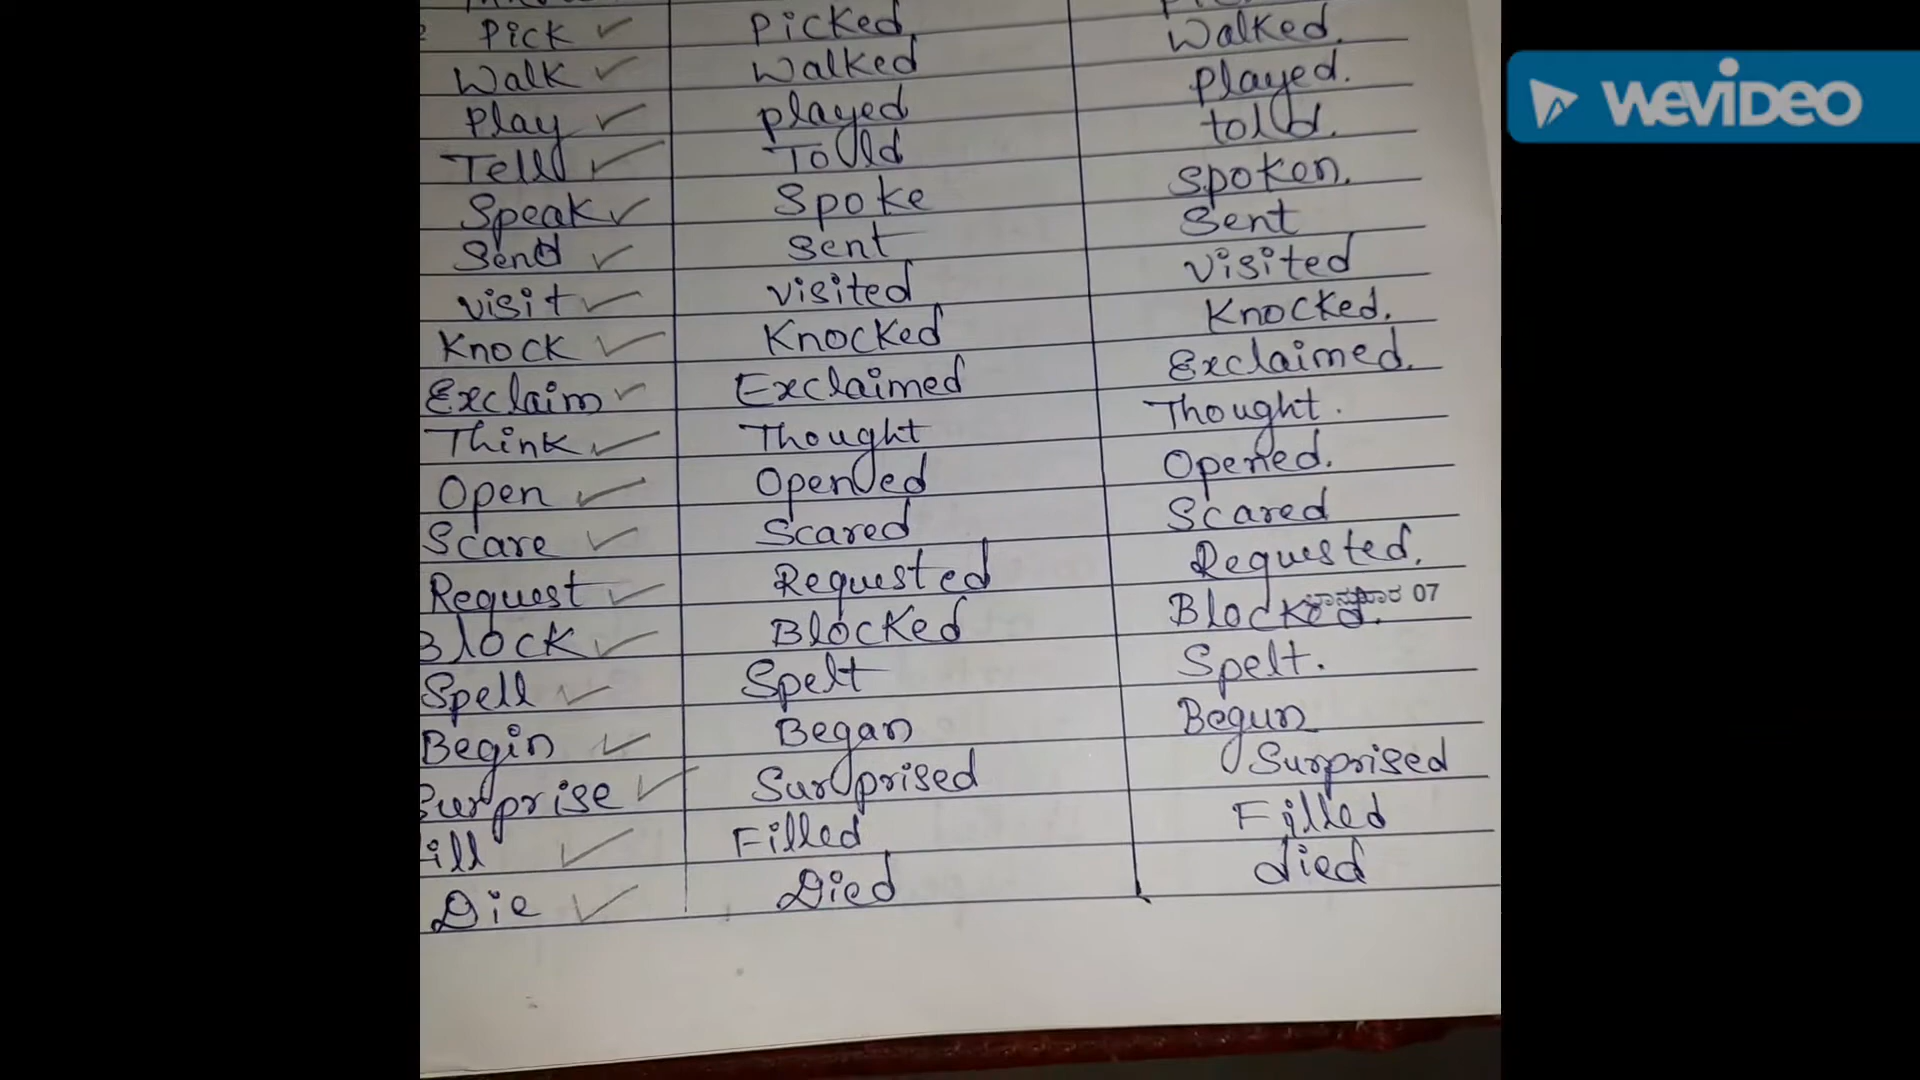 Pick Picked
Walk Walked Walked.
Play played Played.
Tell Told told.
Speak Spoke Spoken.
Send Sent Sent
Visit Visited Visited
Knock Knocked Knocked.
Exclaim Exclaimed Exclaimed.
Think Thought Thought.
Open Opened Opened.
Scare Scared Scared
Request Requested Requested.
Block Blocked Blocked.
07
Spell Spelt Spelt.
Begin Began Begun
Surprise Surprised Surprised
ill Filled Filled
Die Died died
WEVIDEO